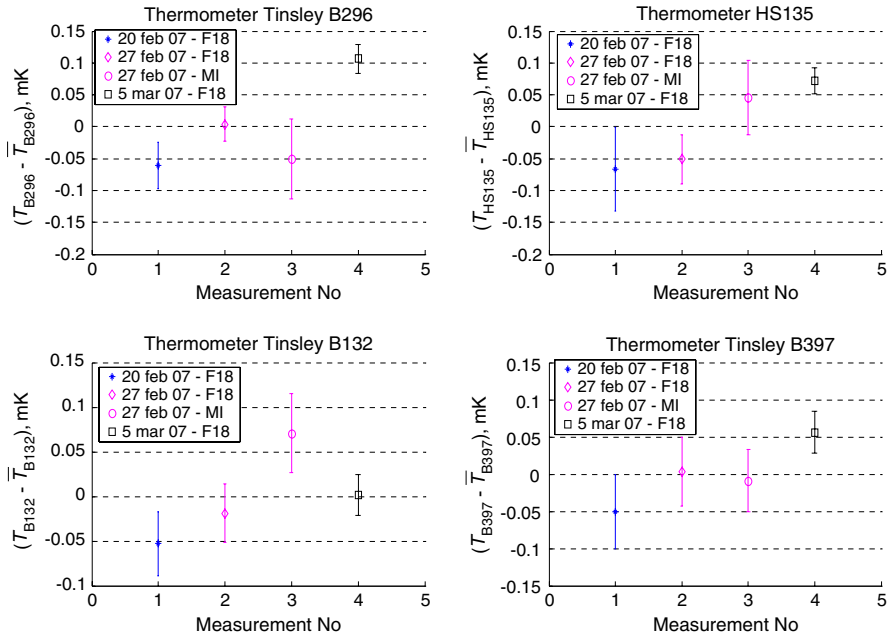 Thermometer Tinsley B296
(T_B296 - T̅_B296), mK
0.15
0.1
0.05
0
-0.05
-0.1
-0.15
-0.2
20 feb 07 - F18
27 feb 07 - F18
27 feb 07 - MI
5 mar 07 - F18
0 1 2 3 4 5
Measurement No
Thermometer HS135
(T_HS135 - T̅_HS135), mK
0.15
0.1
0.05
0
-0.05
-0.1
-0.15
-0.2
20 feb 07 - F18
27 feb 07 - F18
27 feb 07 - MI
5 mar 07 - F18
0 1 2 3 4 5
Measurement No
Thermometer Tinsley B132
(T_B132 - T̅_B132), mK
0.15
0.1
0.05
0
-0.05
-0.1
20 feb 07 - F18
27 feb 07 - F18
27 feb 07 - MI
5 mar 07 - F18
0 1 2 3 4 5
Measurement No
Thermometer Tinsley B397
(T_B397 - T̅_B397), mK
0.15
0.1
0.05
0
-0.05
-0.1
-0.15
20 feb 07 - F18
27 feb 07 - F18
27 feb 07 - MI
5 mar 07 - F18
0 1 2 3 4 5
Measurement No